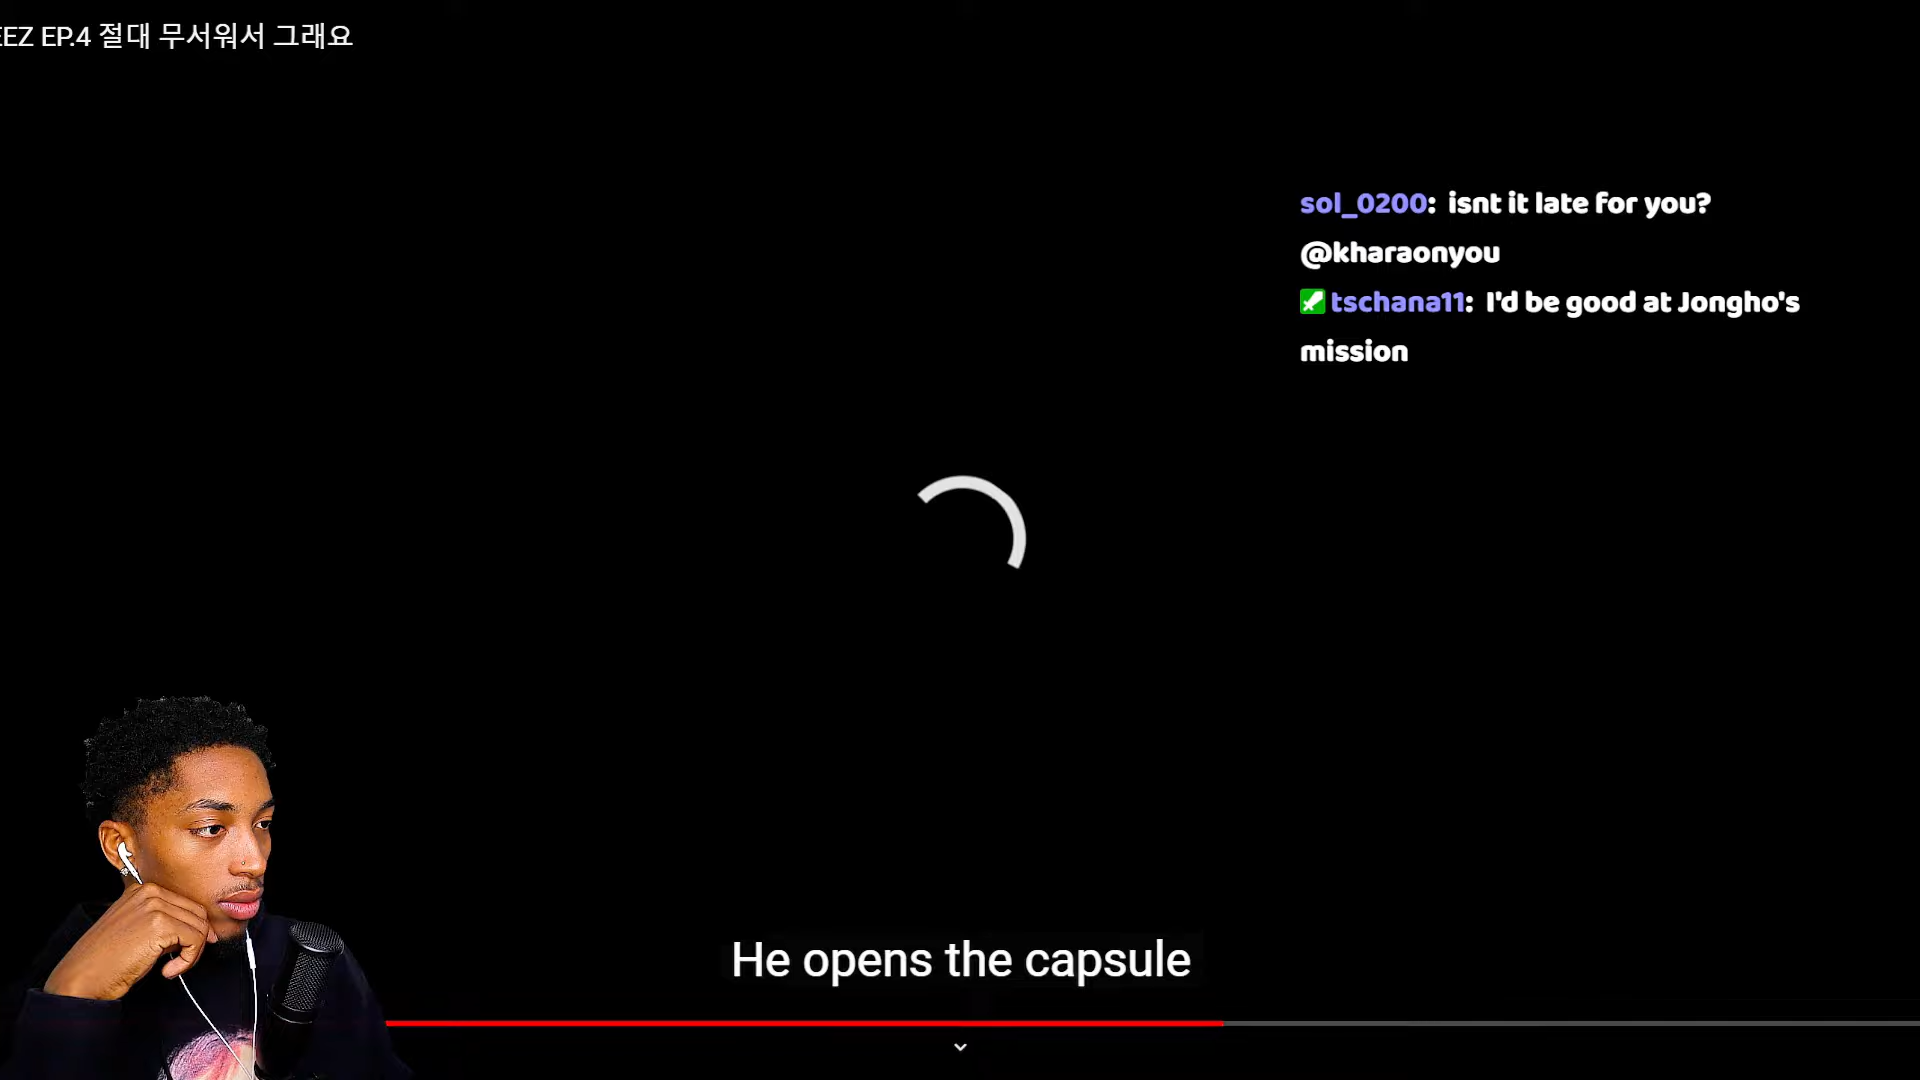 EEZ EP.4 절대 무서워서 그래요
sol_0200: isnt it late for you?
@kharaonyou
tschana11: I'd be good at Jongho's
mission
He opens the capsule